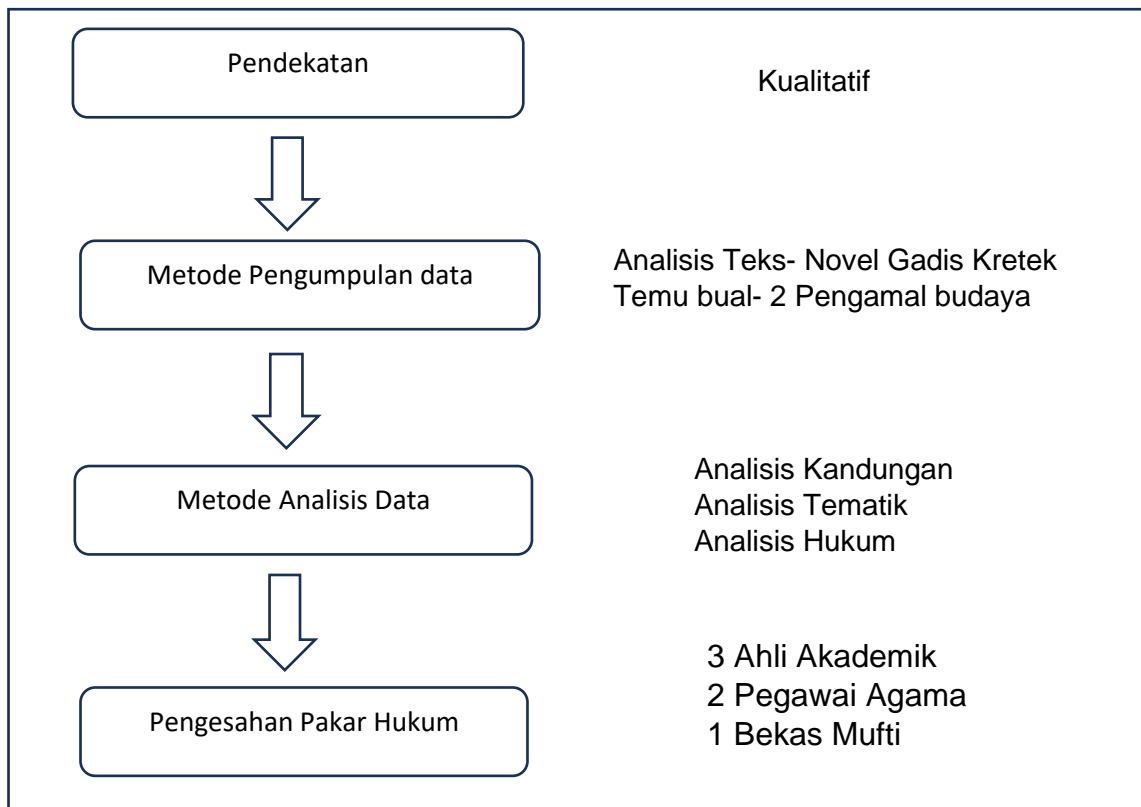 Pendekatan
Kualitatif
Metode Pengumpulan data
Analisis Teks- Novel Gadis Kretek
Temu bual- 2 Pengamal budaya
Metode Analisis Data
Analisis Kandungan
Analisis Tematik
Analisis Hukum
Pengesahan Pakar Hukum
3 Ahli Akademik
2 Pegawai Agama
1 Bekas Mufti